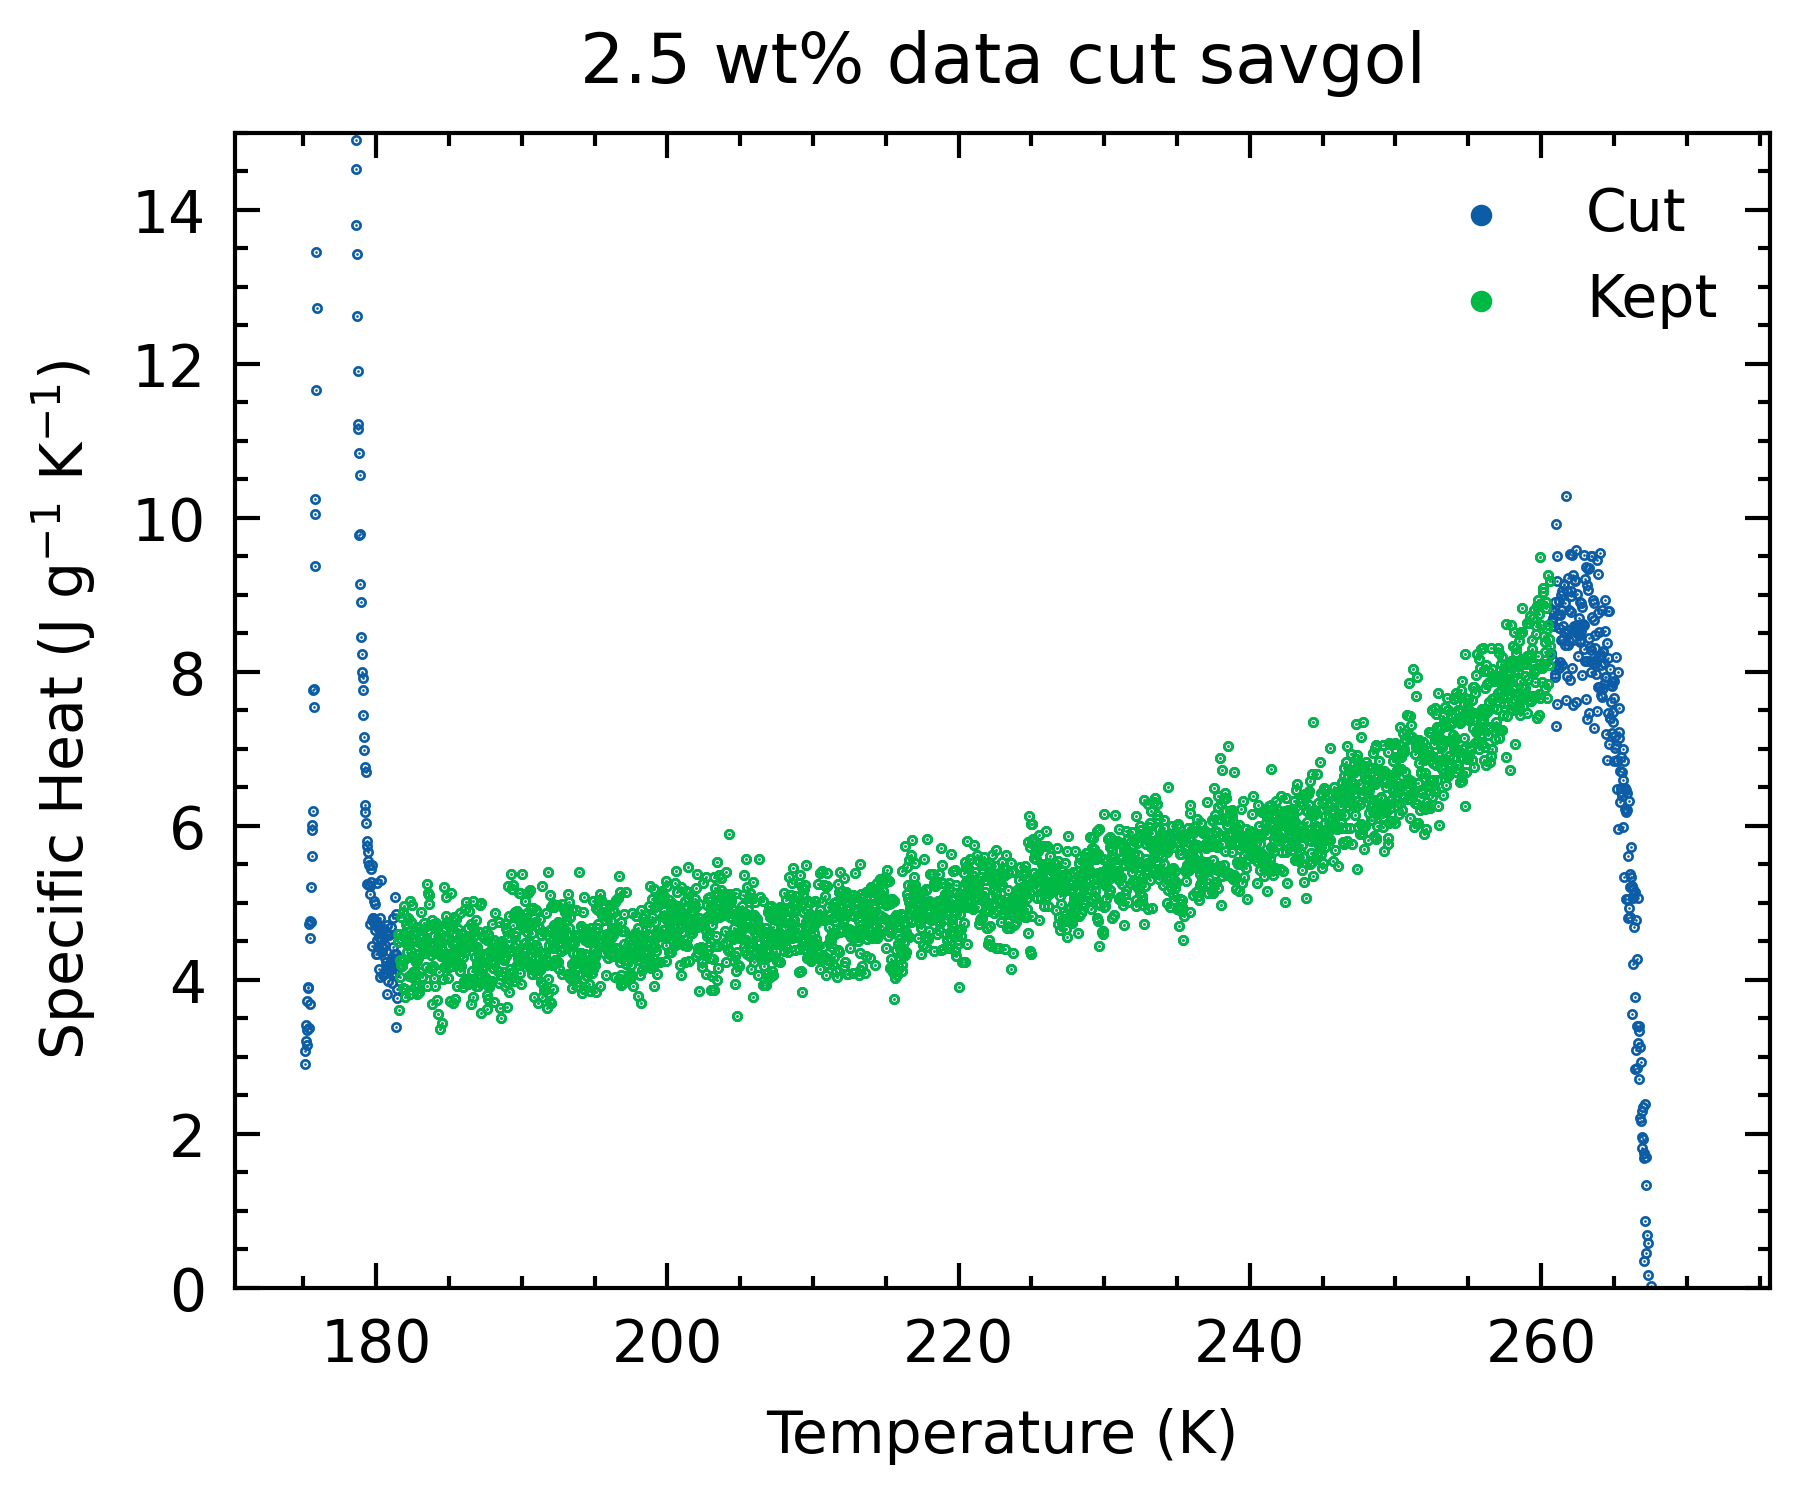 2.5 wt% data cut savgol
Cut
Kept
14
12
10
8
6
4
2
0
Specific Heat (J g⁻¹ K⁻¹)
180 200 220 240 260
Temperature (K)